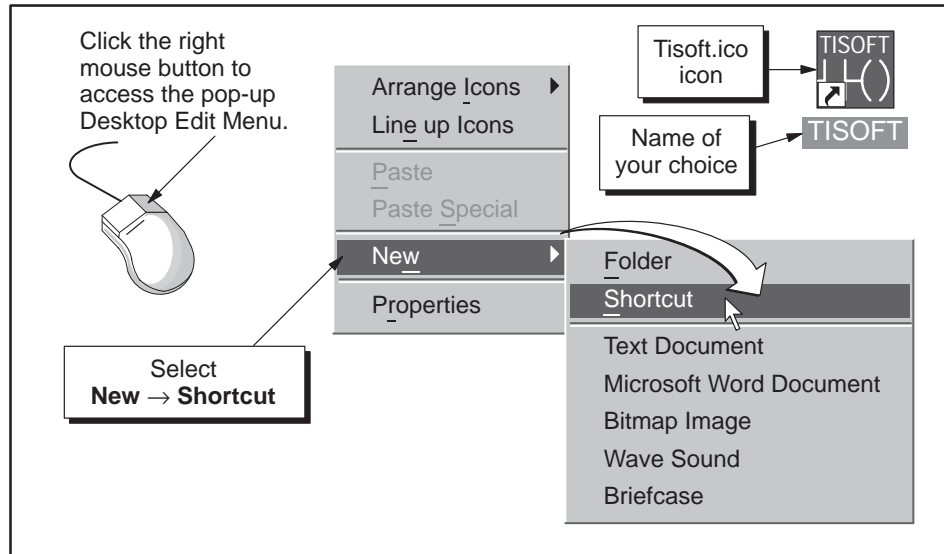 Click the right
mouse button to
access the pop-up
Desktop Edit Menu.
Arrange Icons
Line up Icons
Paste
Paste Special
New
Properties
Select
New → Shortcut
Tisoft.ico
icon
TISOFT
Name of
your choice
TISOFT
Folder
Shortcut
Text Document
Microsoft Word Document
Bitmap Image
Wave Sound
Briefcase